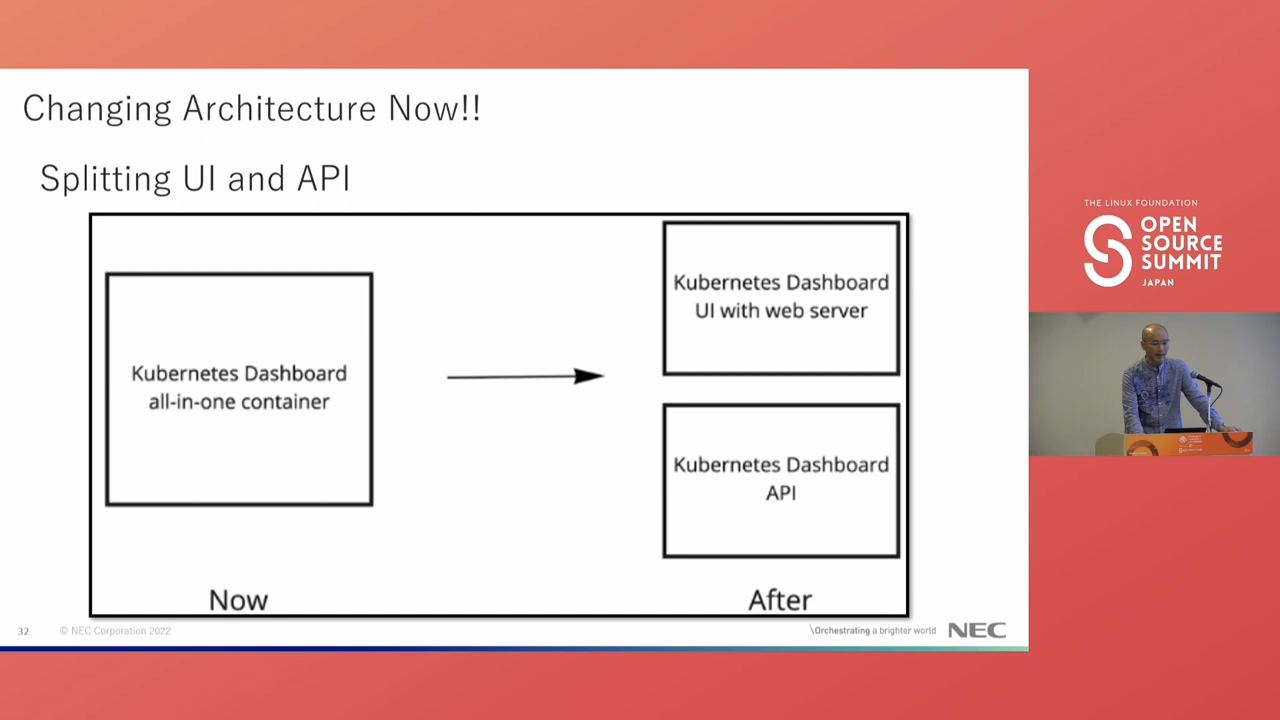 Changing Architecture Now!!
Splitting UI and API
Kubernetes Dashboard
all-in-one container
Now
Kubernetes Dashboard
UI with web server
Kubernetes Dashboard
API
After
32
© NEC Corporation 2022
\Orchestrating a brighter world
NEC
THE LINUX FOUNDATION
OPEN
SOURCE
SUMMIT
JAPAN